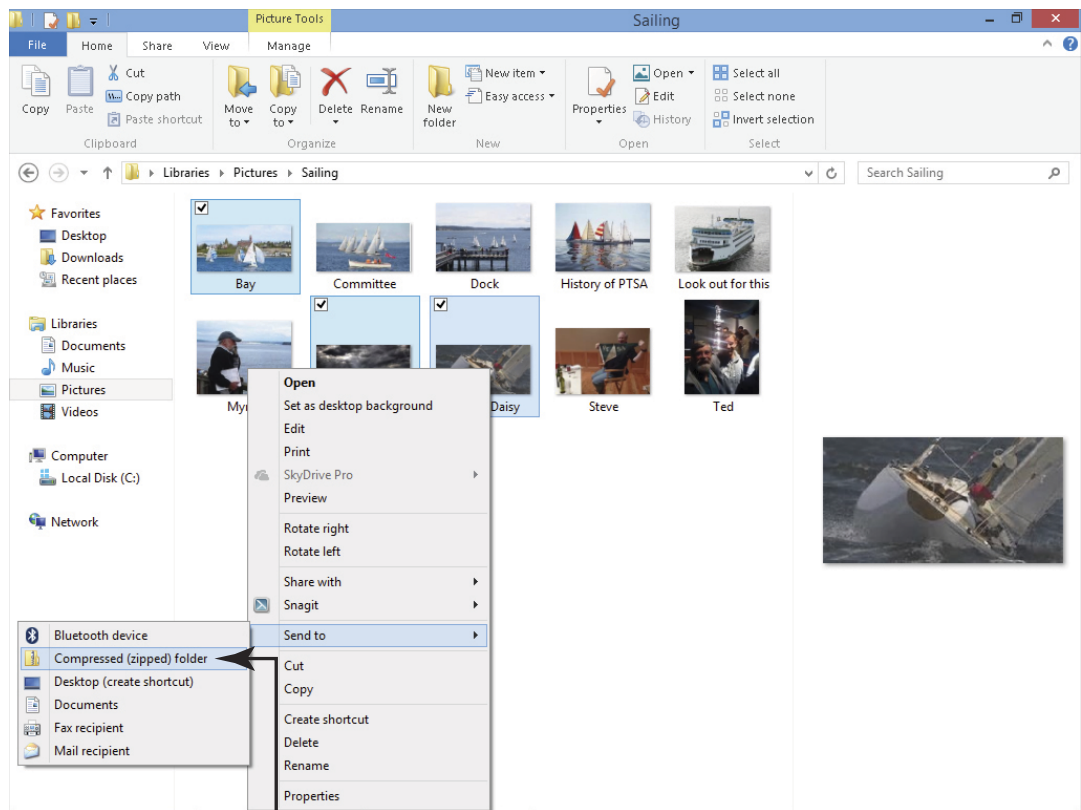 Picture Tools
Sailing
File Home Share View Manage
Copy
Paste
Cut
Copy path
Paste shortcut
Clipboard
Move to
Copy to
Delete
Rename
Organize
New folder
New item
Easy access
New
Properties
Open
Edit
History
Open
Select all
Select none
Invert selection
Select
Libraries Pictures Sailing
Search Sailing
Favorites
Desktop
Downloads
Recent places
Libraries
Documents
Music
Pictures
Videos
Computer
Local Disk (C:)
Network
Bay
Committee
Dock
History of PTSA
Look out for this
Daisy
Steve
Ted
Open
Set as desktop background
Edit
Print
SkyDrive Pro
Preview
Rotate right
Rotate left
Share with
Snagit
Send to
Cut
Copy
Create shortcut
Delete
Rename
Properties
Bluetooth device
Compressed (zipped) folder
Desktop (create shortcut)
Documents
Fax recipient
Mail recipient